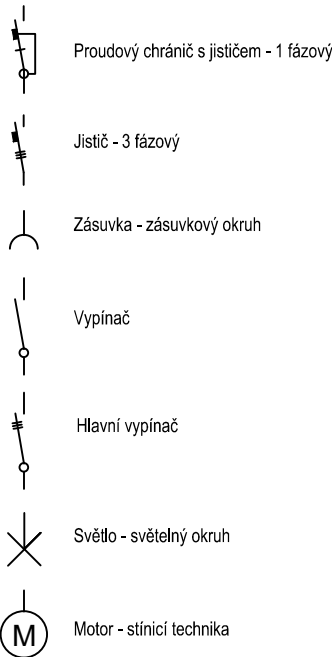 Proudový chránič s jističem - 1 fázový
Jistič - 3 fázový
Zásuvka - zásuvkový okruh
Vypínač
Hlavní vypínač
Světlo - světelný okruh
M
Motor - stínicí technika